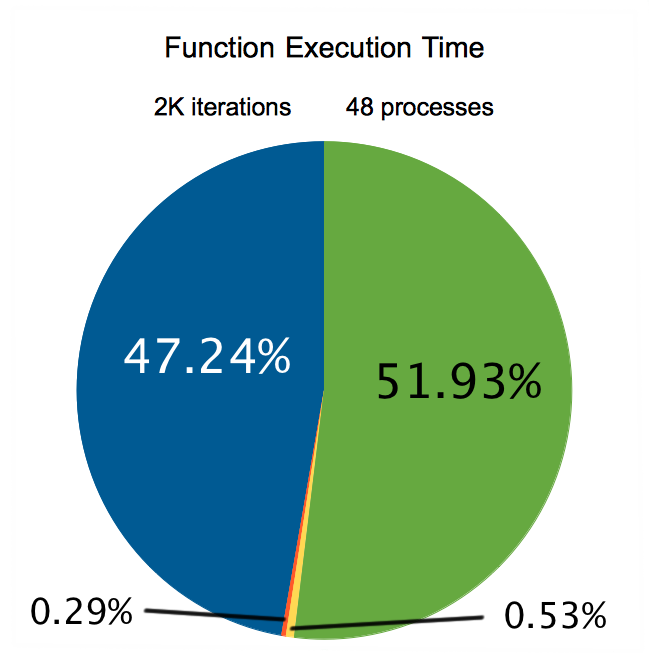 Function Execution Time
2K iterations 48 processes
47.24%
51.93%
0.29%
0.53%